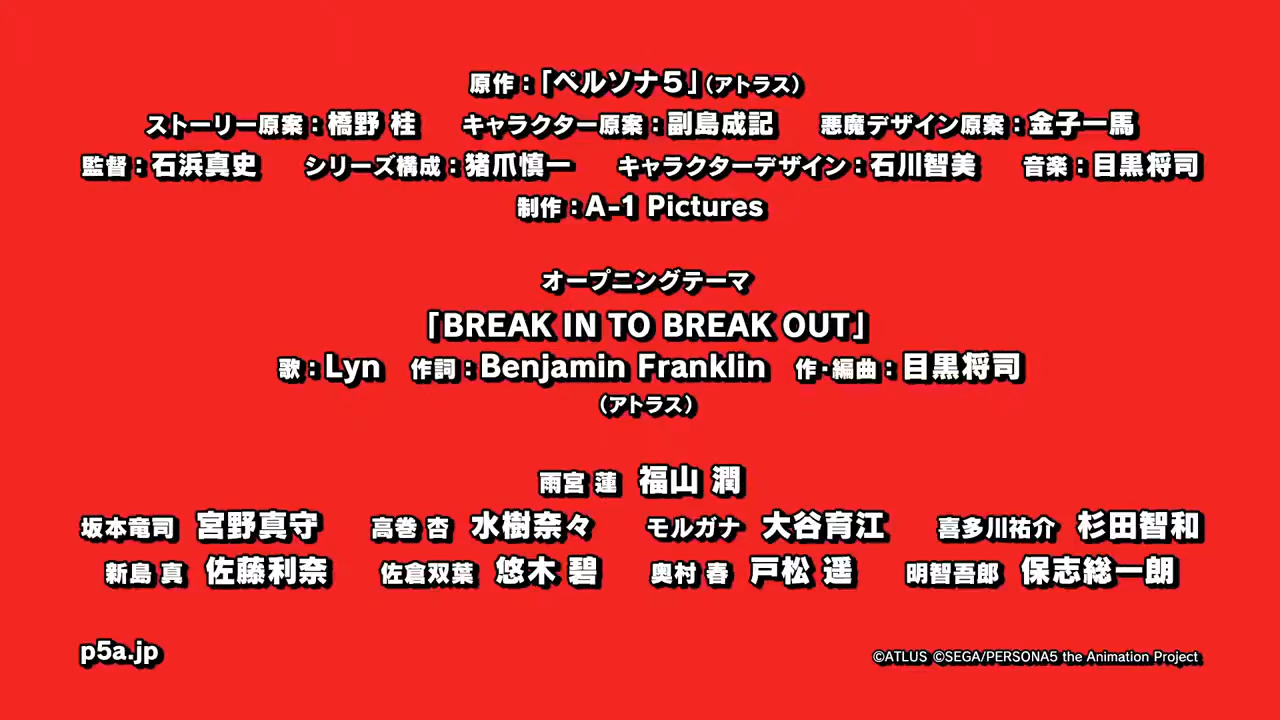 原作：「ペルソナ５」（アトラス）
ストーリー原案：橋野 桂　キャラクター原案：副島成記　悪魔デザイン原案：金子一馬
監督：石浜真史　シリーズ構成：猪爪慎一　キャラクターデザイン：石川智美　音楽：目黒将司
制作：A-1 Pictures
オープニングテーマ
「BREAK IN TO BREAK OUT」
歌：Lyn　作詞：Benjamin Franklin　作・編曲：目黒将司
（アトラス）
雨宮 蓮　福山 潤
坂本竜司　宮野真守　高巻 杏　水樹奈々　モルガナ　大谷育江　喜多川祐介　杉田智和
新島 真　佐藤利奈　佐倉双葉　悠木 碧　奥村 春　戸松 遥　明智吾郎　保志総一朗
p5a.jp　©ATLUS ©SEGA/PERSONA5 the Animation Project